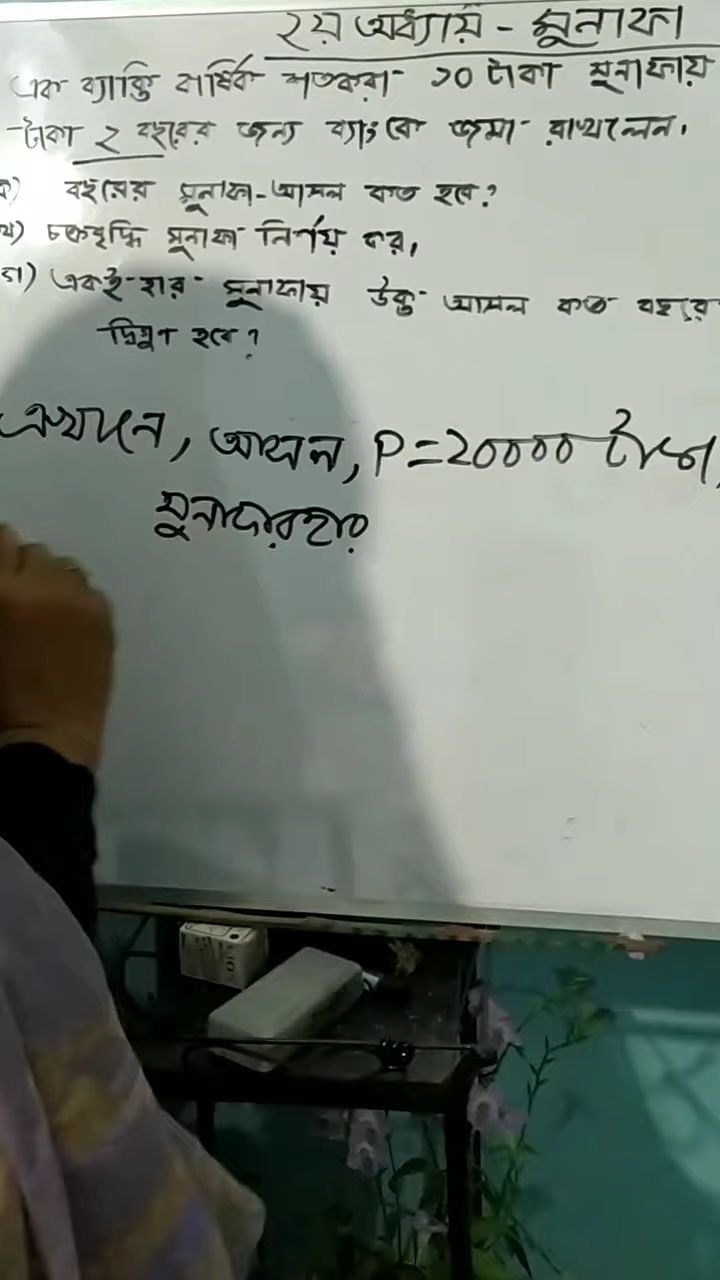 ২য় অধ্যায় - মুনাফা
এক ব্যাক্তি বার্ষিক শতকরা ১০ টাকা মুনাফায়
টাকা ২ বছরের জন্য ব্যাংকে জমা রাখলেন।
ক) বছরের মুনাফা-আসল কত হবে?
খ) চক্রবৃদ্ধি মুনাফা নির্ণয় কর,
গ) একই হার মুনাফায় উক্ত আসল কত বছরে
দ্বিগুণ হবে?
এখানে, আসল, P=20000 টাকা,
মুনাফারহার